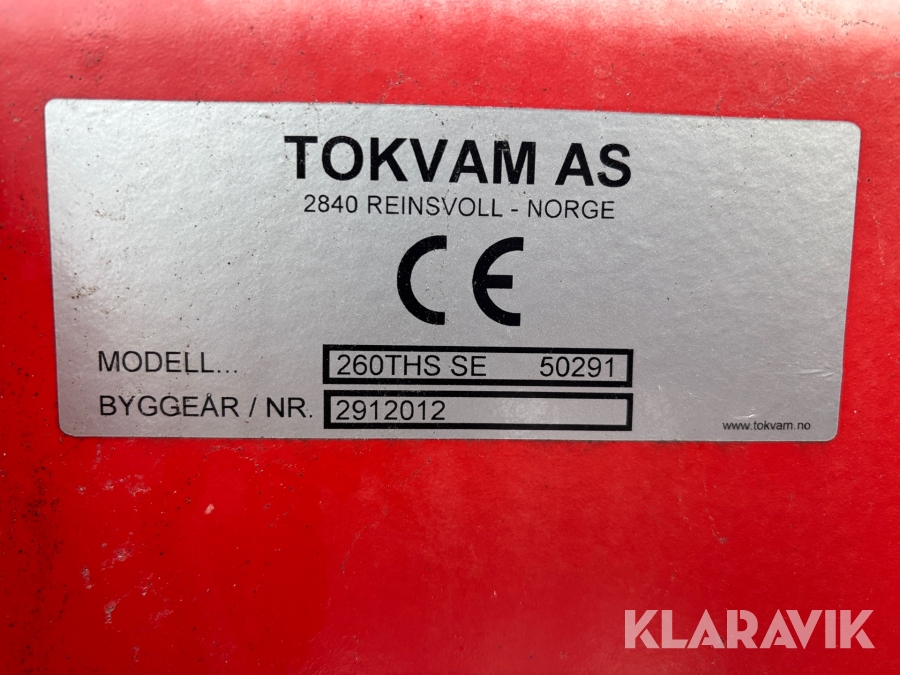 TOKVAM AS
2840 REINSVOLL - NORGE
CE
MODELL... 260THS SE 50291
BYGGEÅR / NR. 2912012
www.tokvam.no
KLARAVIK